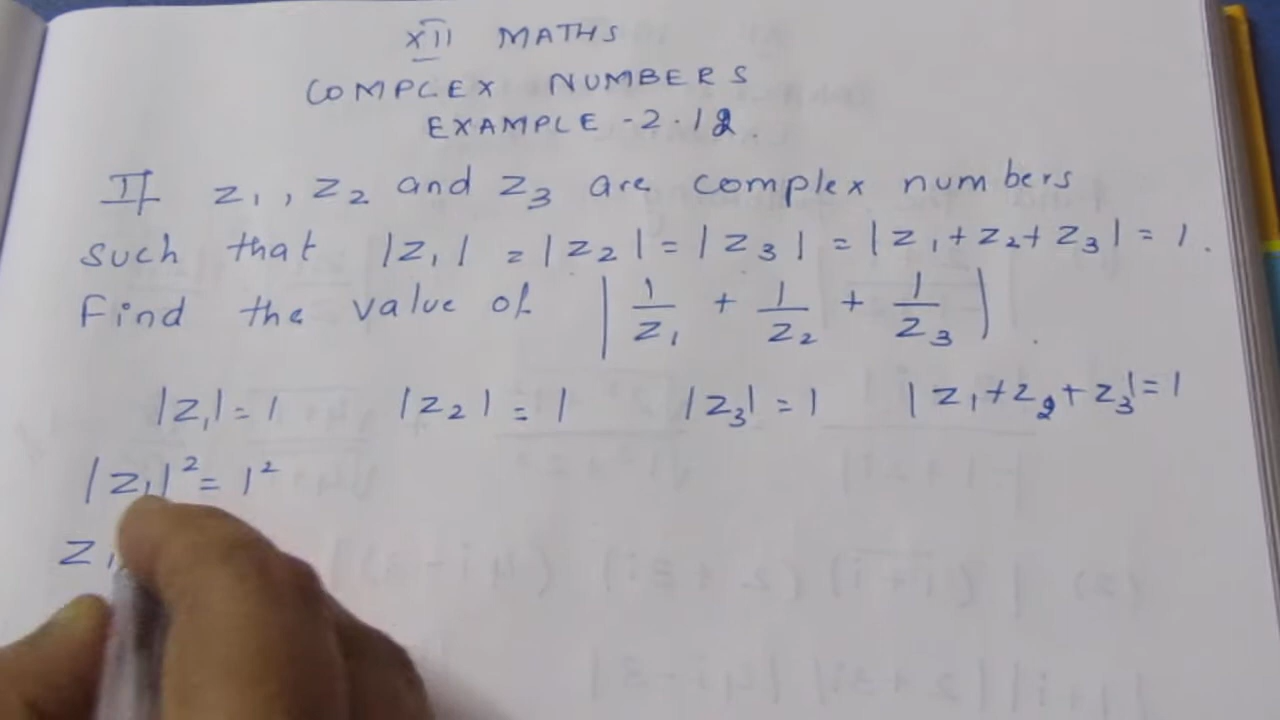 XII MATHS
COMPLEX NUMBERS
EXAMPLE - 2.12.
If z₁, z₂ and z₃ are complex numbers
such that |z₁| = |z₂| = |z₃| = |z₁+z₂+z₃| = 1.
Find the value of |1/z₁ + 1/z₂ + 1/z₃|.
|z₁| = 1 |z₂| = 1 |z₃| = 1 |z₁+z₂+z₃| = 1
|z₁|² = 1²
z₁